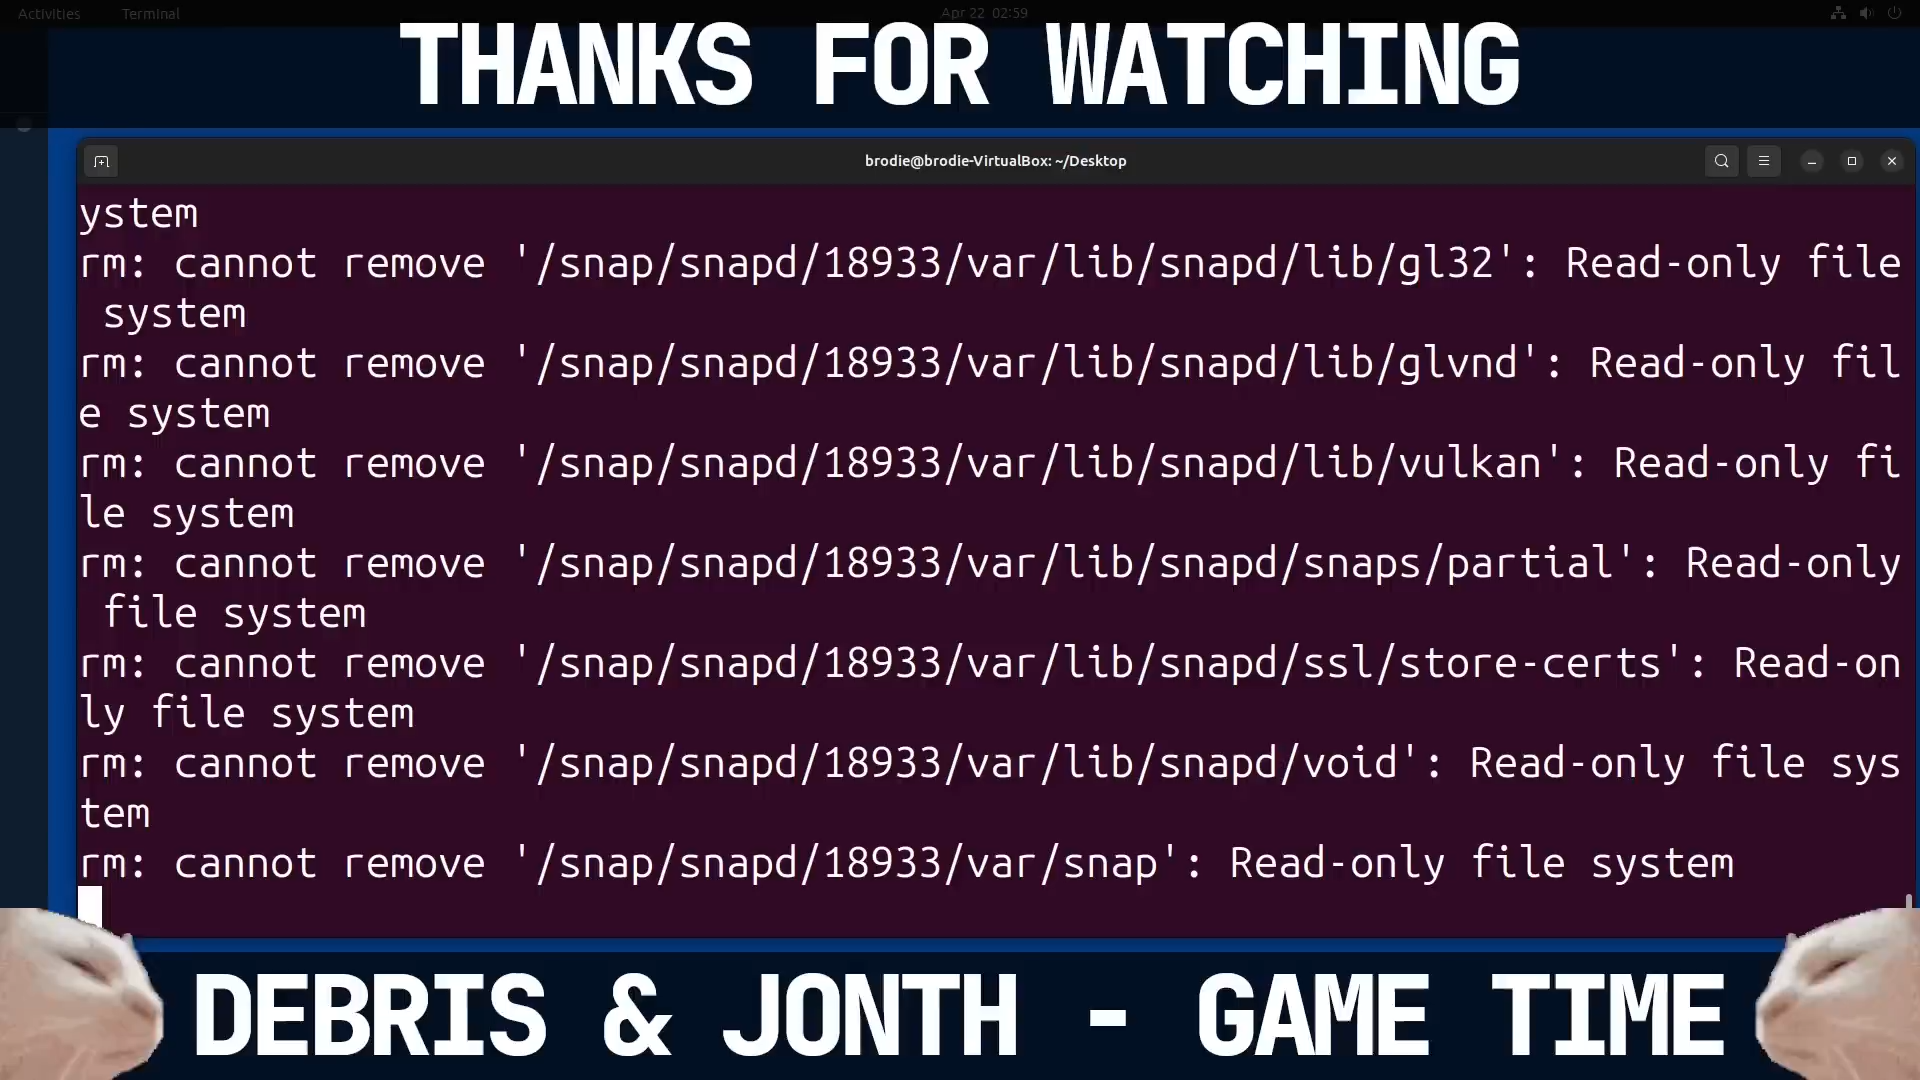 Activities Terminal Apr 22 02:59
THANKS FOR WATCHING
brodie@brodie-VirtualBox: ~/Desktop
ystem
rm: cannot remove '/snap/snapd/18933/var/lib/snapd/lib/gl32': Read-only file
 system
rm: cannot remove '/snap/snapd/18933/var/lib/snapd/lib/glvnd': Read-only fil
e system
rm: cannot remove '/snap/snapd/18933/var/lib/snapd/lib/vulkan': Read-only fi
le system
rm: cannot remove '/snap/snapd/18933/var/lib/snapd/snaps/partial': Read-only
 file system
rm: cannot remove '/snap/snapd/18933/var/lib/snapd/ssl/store-certs': Read-on
ly file system
rm: cannot remove '/snap/snapd/18933/var/lib/snapd/void': Read-only file sys
tem
rm: cannot remove '/snap/snapd/18933/var/snap': Read-only file system
DEBRIS & JONTH - GAME TIME